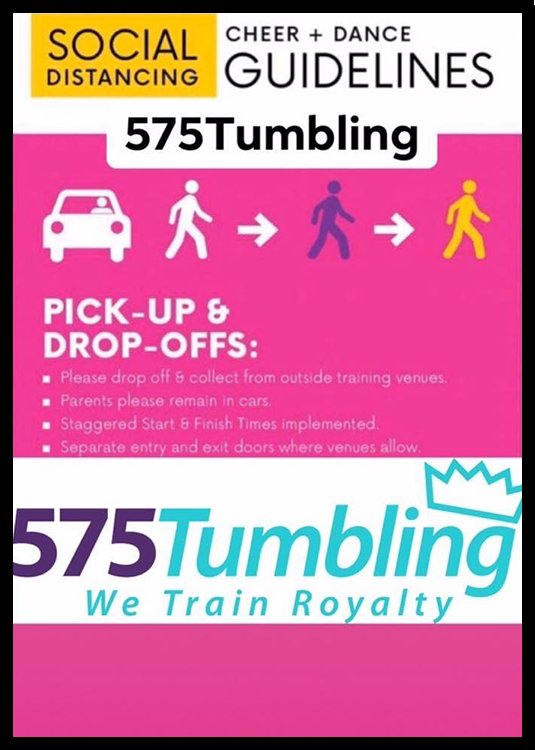 SOCIAL
DISTANCING
CHEER + DANCE
GUIDELINES
575Tumbling
PICK-UP &
DROP-OFFS:
▪ Please drop off & collect from outside training venues.
▪ Parents please remain in cars.
▪ Staggered Start & Finish Times implemented.
▪ Separate entry and exit doors where venues allow.
575Tumbling
We Train Royalty